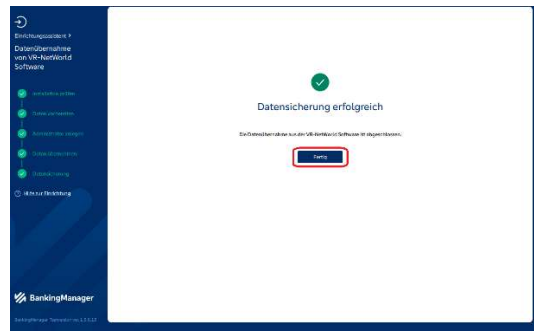 Einrichtungsassistent
Datenübernahme
von VR-NetWorld
Software
Datenübernahme
Datensicherung
Hilfe zur Einrichtung
BankingManager
Datensicherung erfolgreich
Die Datenübernahme aus der VR-NetWorld Software ist abgeschlossen.
Fertig